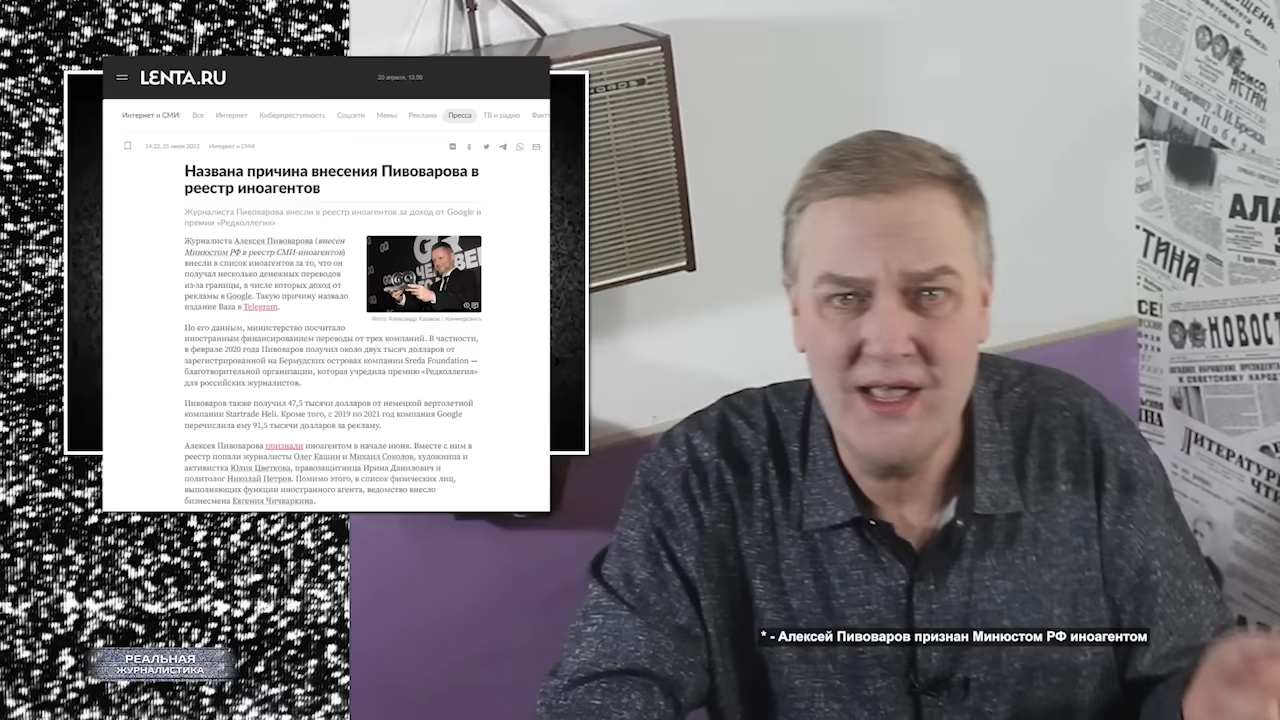 LENTA.RU
20 апреля, 13:56
Интернет и СМИ: Все Интернет Киберпреступность Соцсети Мемы Реклама Пресса ТВ и радио
14:22, 21 июля 2022 Интернет и СМИ
Названа причина внесения Пивоварова в
реестр иноагентов
Журналиста Пивоварова внесли в реестр иноагентов за доход от Google и
премии «Редколлегия»
Журналиста Алексея Пивоварова (внесен
Минюстом РФ в реестр СМИ-иноагентов)
внесли в список иноагентов за то, что он
получал несколько денежных переводов
из-за границы, в числе которых доход от
рекламы в Google. Такую причину назвало
издание Baza в Telegram.
Фото: Александр Казаков / Коммерсантъ
По его данным, министерство посчитало
иностранным финансированием переводы от трех компаний. В частности,
в феврале 2020 года Пивоваров получил около двух тысяч долларов от
зарегистрированной на Бермудских островах компании Sreda Foundation —
благотворительной организации, которая учредила премию «Редколлегия»
для российских журналистов.
Пивоваров также получил 47,5 тысячи долларов от немецкой вертолетной
компании Startrade Heli. Кроме того, с 2019 по 2021 год компания Google
перечислила ему 91,5 тысячи долларов за рекламу.
Алексея Пивоварова признали иноагентом в начале июня. Вместе с ним в
реестр попали журналисты Олег Кашин и Михаил Соколов, художница и
активистка Юлия Цветкова, правозащитница Ирина Данилович и
политолог Николай Петров. Помимо этого, в список физических лиц,
выполняющих функции иностранного агента, ведомство внесло
бизнесмена Евгения Чичваркина.
* - Алексей Пивоваров признан Минюстом РФ иноагентом
РЕАЛЬНАЯ
ЖУРНАЛИСТИКА
НОВОС
К СОВЕТСКОМУ НАРОДУ